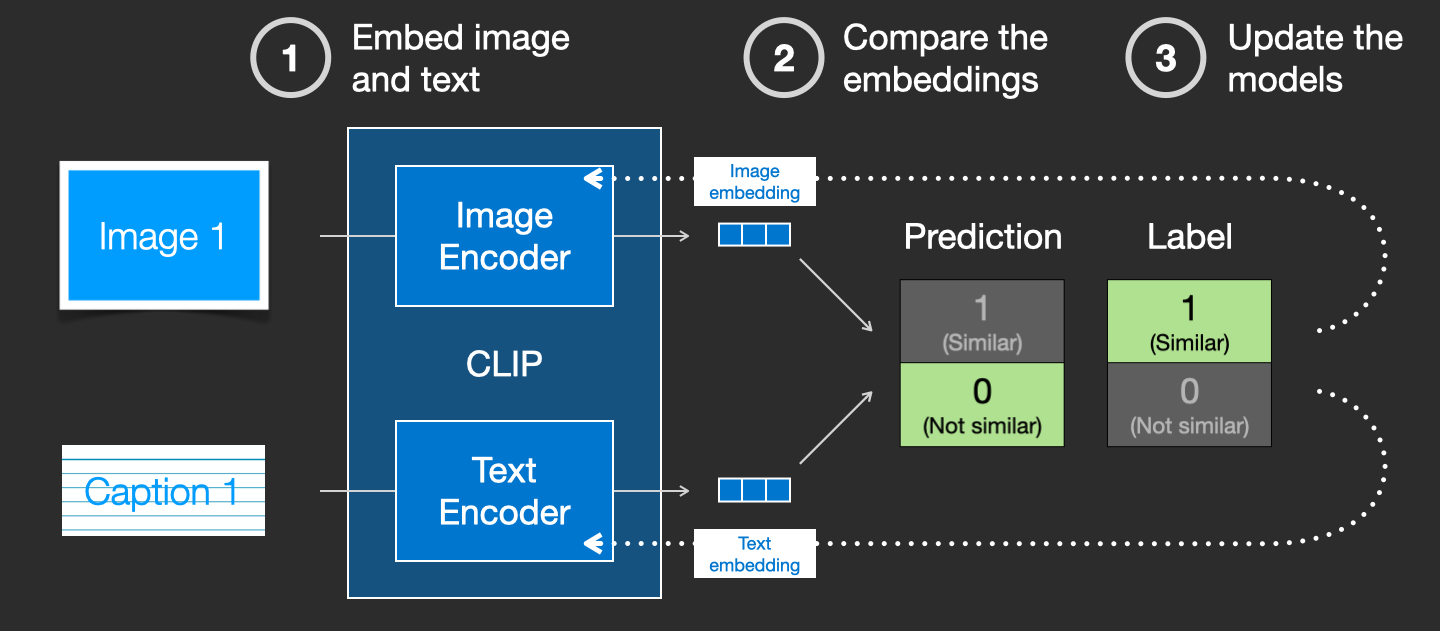 1
Embed image
and text
2
Compare the
embeddings
3
Update the
models
Image 1
Image
Encoder
Image
embedding
Prediction
Label
1
(Similar)
0
(Not similar)
1
(Similar)
0
(Not similar)
CLIP
Caption 1
Text
Encoder
Text
embedding